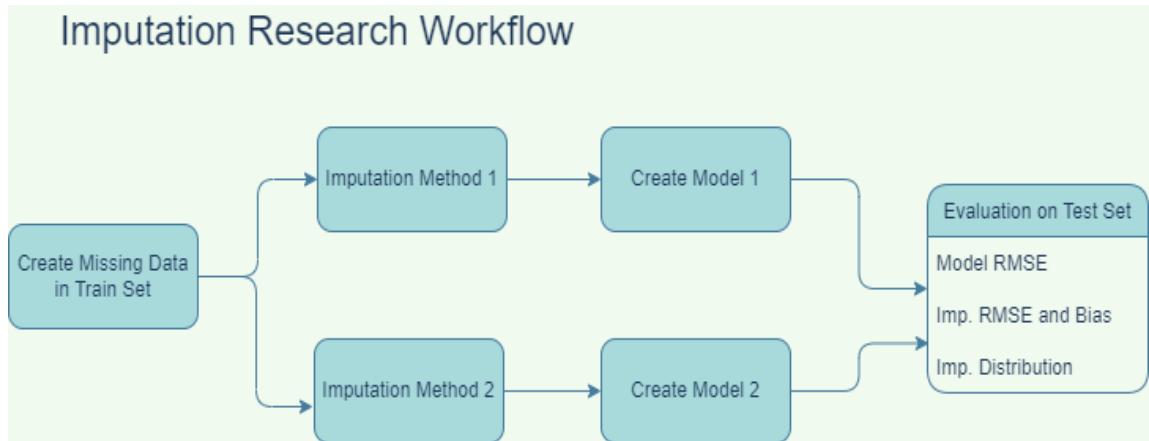 Imputation Research Workflow
Create Missing Data
in Train Set
Imputation Method 1
Create Model 1
Imputation Method 2
Create Model 2
Evaluation on Test Set
Model RMSE
Imp. RMSE and Bias
Imp. Distribution